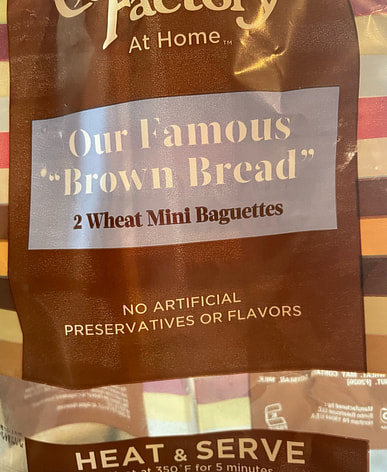 Factory
At Home™
Our Famous
"Brown Bread"
2 Wheat Mini Baguettes
NO ARTIFICIAL
PRESERVATIVES OR FLAVORS
HEAT & SERVE
at 350°F for 5 minutes